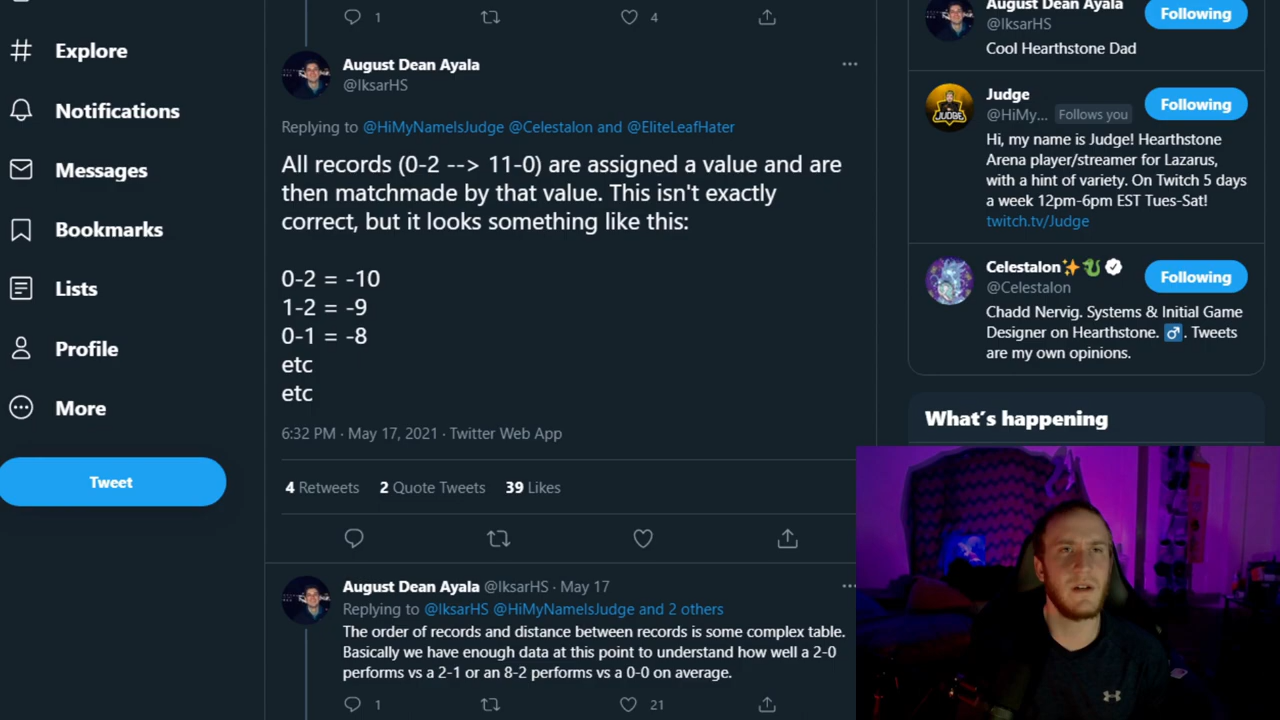 Explore
Notifications
Messages
Bookmarks
Lists
Profile
More
Tweet
1
4
August Dean Ayala
@IksarHS
Replying to @HiMyNameIsJudge @Celestalon and @EliteLeafHater
All records (0-2 --> 11-0) are assigned a value and are
then matchmade by that value. This isn't exactly
correct, but it looks something like this:
0-2 = -10
1-2 = -9
0-1 = -8
etc
etc
6:32 PM · May 17, 2021 · Twitter Web App
4 Retweets 2 Quote Tweets 39 Likes
August Dean Ayala @IksarHS · May 17
Replying to @IksarHS @HiMyNameIsJudge and 2 others
The order of records and distance between records is some complex table.
Basically we have enough data at this point to understand how well a 2-0
performs vs a 2-1 or an 8-2 performs vs a 0-0 on average.
1
21
August Dean Ayala
@IksarHS
Following
Cool Hearthstone Dad
Judge
@HiMy... Follows you
Following
Hi, my name is Judge! Hearthstone
Arena player/streamer for Lazarus,
with a hint of variety. On Twitch 5 days
a week 12pm-6pm EST Tues-Sat!
twitch.tv/Judge
Celestalon
@Celestalon
Following
Chadd Nervig. Systems & Initial Game
Designer on Hearthstone. ♂. Tweets
are my own opinions.
What's happening
JUDGE